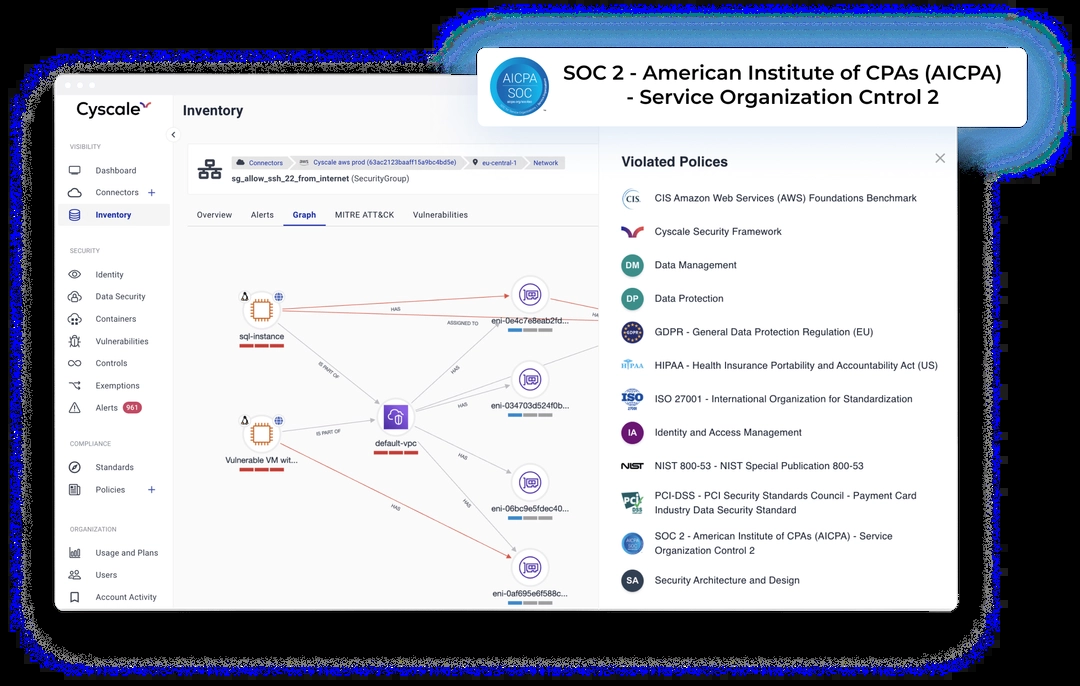 AICPA
SOC
SOC 2 - American Institute of CPAs (AICPA)
- Service Organization Cntrol 2
Cyscale
VISIBILITY
Dashboard
Connectors +
Inventory
SECURITY
Identity
Data Security
Containers
Vulnerabilities
Controls
Exemptions
Alerts 961
COMPLIANCE
Standards
Policies +
ORGANIZATION
Usage and Plans
Users
Account Activity
Inventory
Connectors Cyscale aws prod (63ac2123baaff15a9bc4bd5e) eu-central-1 Network
sg_allow_ssh_22_from_internet (SecurityGroup)
Overview Alerts Graph MITRE ATT&CK Vulnerabilities
sql-instance
HAS
ASSIGNED TO
HA
eni-0e4c7e8eab2fd...
IS PART OF
HAS
HAS
eni-034703d524f0b...
Vulnerable VM wit...
IS PART OF
default-vpc
HAS
eni-06bc9e5fdec40...
HAS
HAS
eni-0af695e6f588c...
Violated Polices
CIS. CIS Amazon Web Services (AWS) Foundations Benchmark
Cyscale Security Framework
DM Data Management
DP Data Protection
GDPR GDPR - General Data Protection Regulation (EU)
HIPAA HIPAA - Health Insurance Portability and Accountability Act (US)
ISO ISO 27001 - International Organization for Standardization
IA Identity and Access Management
NIST NIST 800-53 - NIST Special Publication 800-53
PCI DSS PCI-DSS - PCI Security Standards Council - Payment Card
Industry Data Security Standard
SOC 2 - American Institute of CPAs (AICPA) - Service
Organization Control 2
SA Security Architecture and Design